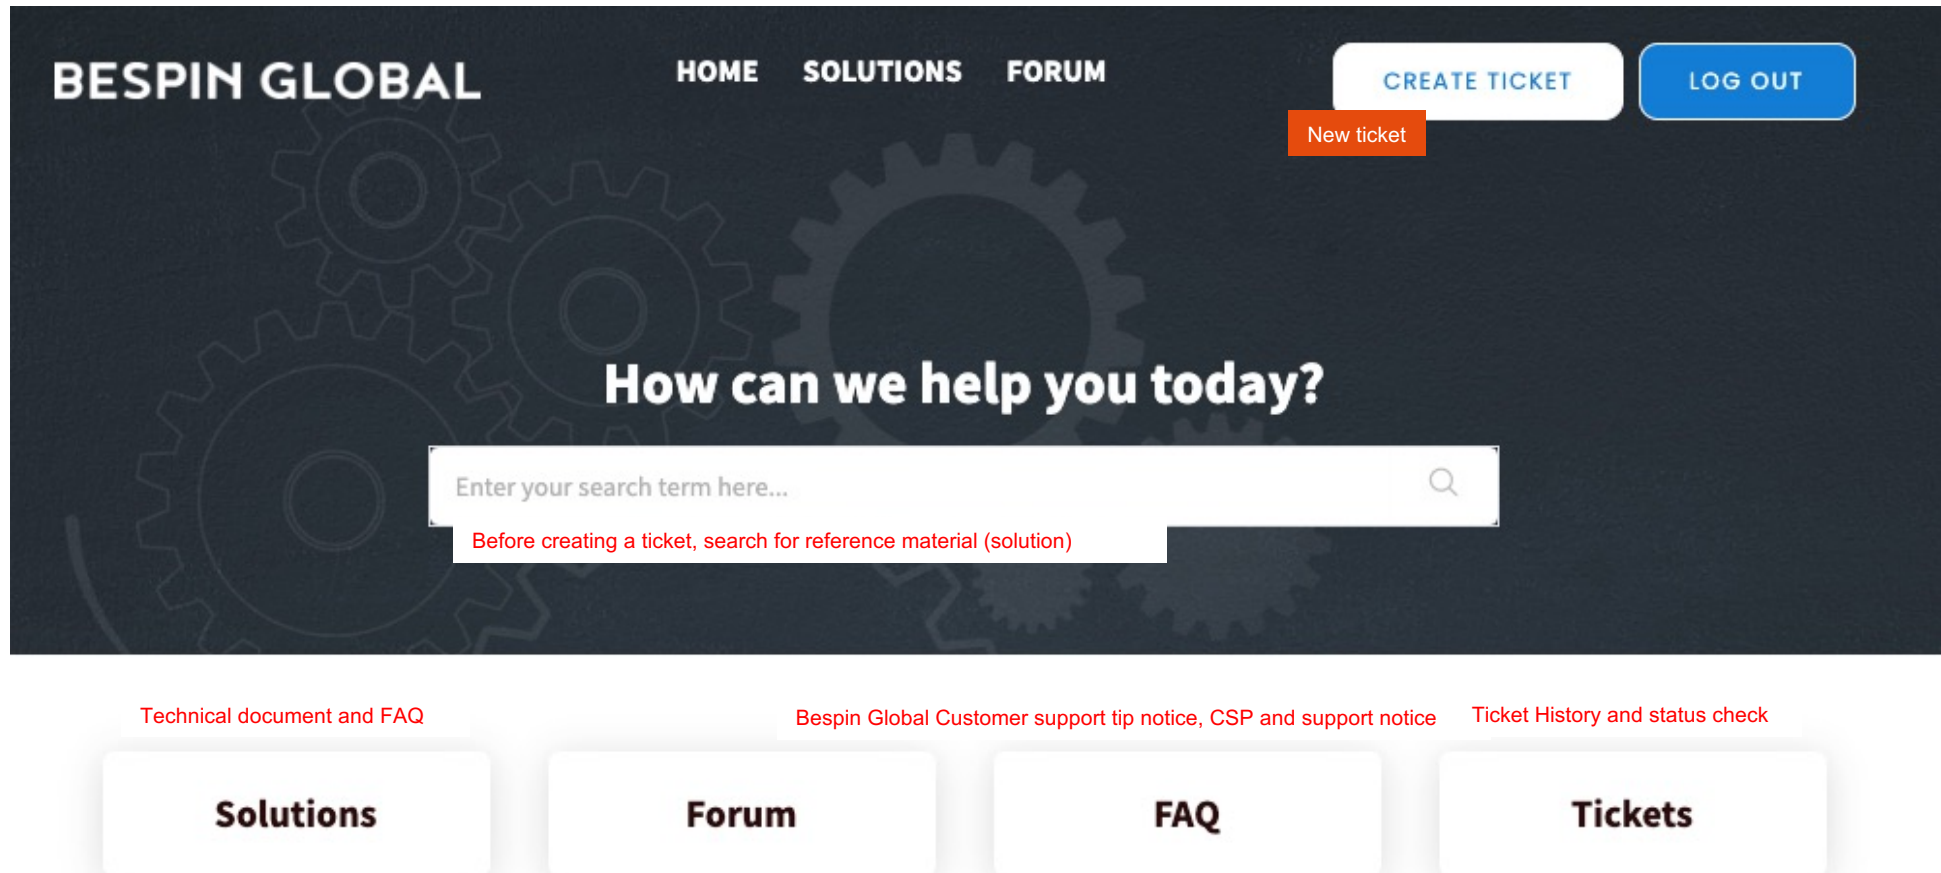 BESPIN GLOBAL
HOME SOLUTIONS FORUM
CREATE TICKET
LOG OUT
New ticket
How can we help you today?
Enter your search term here...
Before creating a ticket, search for reference material (solution)
Technical document and FAQ
Bespin Global Customer support tip notice, CSP and support notice
Ticket History and status check
Solutions
Forum
FAQ
Tickets